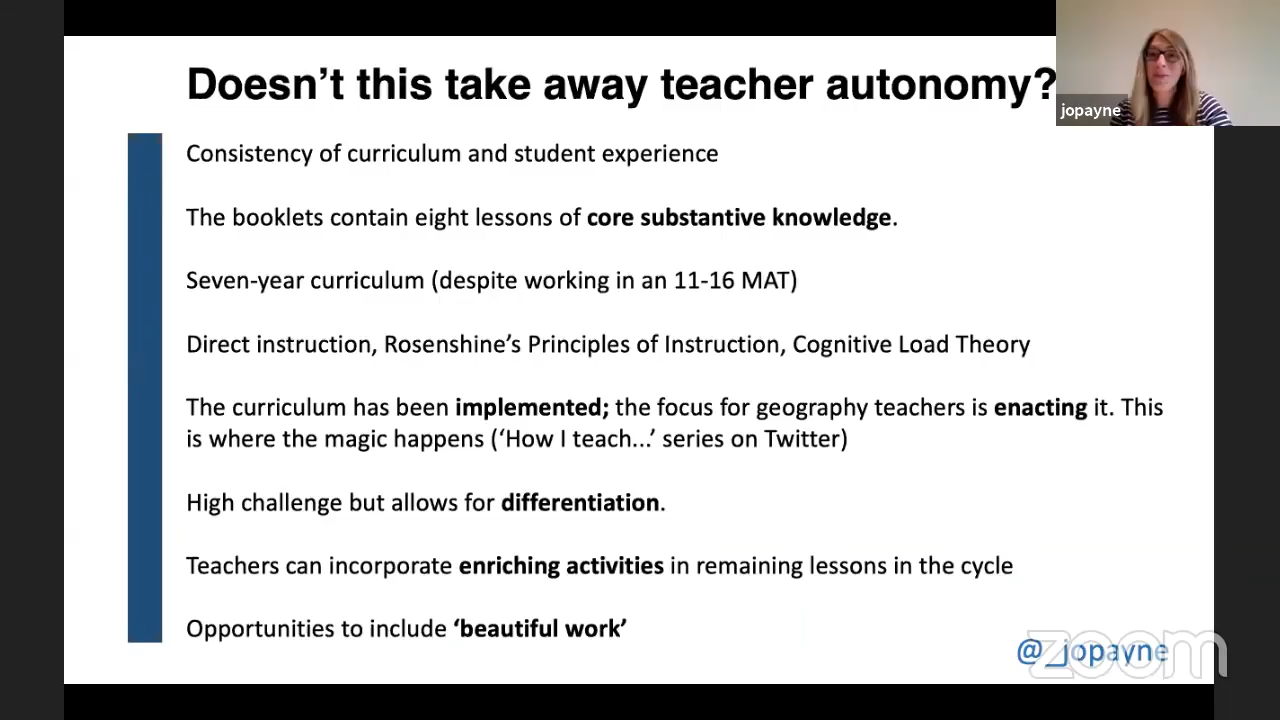 Doesn’t this take away teacher autonomy?
jopayne
Consistency of curriculum and student experience
The booklets contain eight lessons of core substantive knowledge.
Seven-year curriculum (despite working in an 11-16 MAT)
Direct instruction, Rosenshine’s Principles of Instruction, Cognitive Load Theory
The curriculum has been implemented; the focus for geography teachers is enacting it. This
is where the magic happens (‘How I teach...’ series on Twitter)
High challenge but allows for differentiation.
Teachers can incorporate enriching activities in remaining lessons in the cycle
Opportunities to include ‘beautiful work’
@_jopayne
zoom